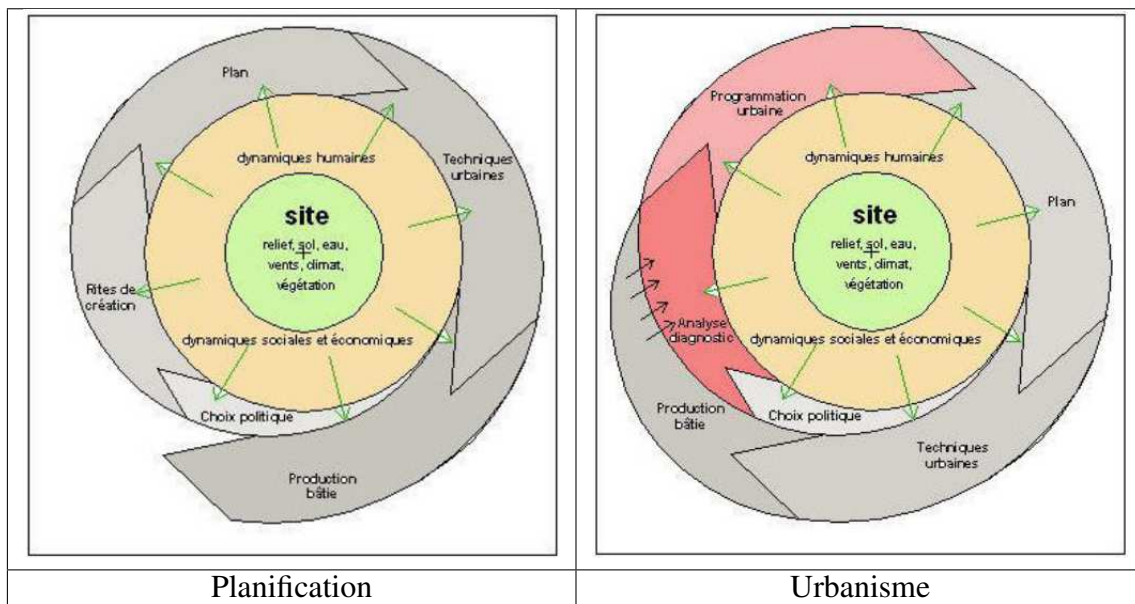 Plan
dynamiques humaines
Techniques
urbaines
site
relief, sol, eau,
vents, climat,
végétation
Rites de
création
dynamiques sociales et économiques
Choix politique
Production
bâtie
Planification
Programmation
urbaine
dynamiques humaines
Plan
site
relief, sol, eau,
vents, climat,
végétation
Analyse
diagnostic
dynamiques sociales et économiques
Choix politique
Production
bâtie
Techniques
urbaines
Urbanisme